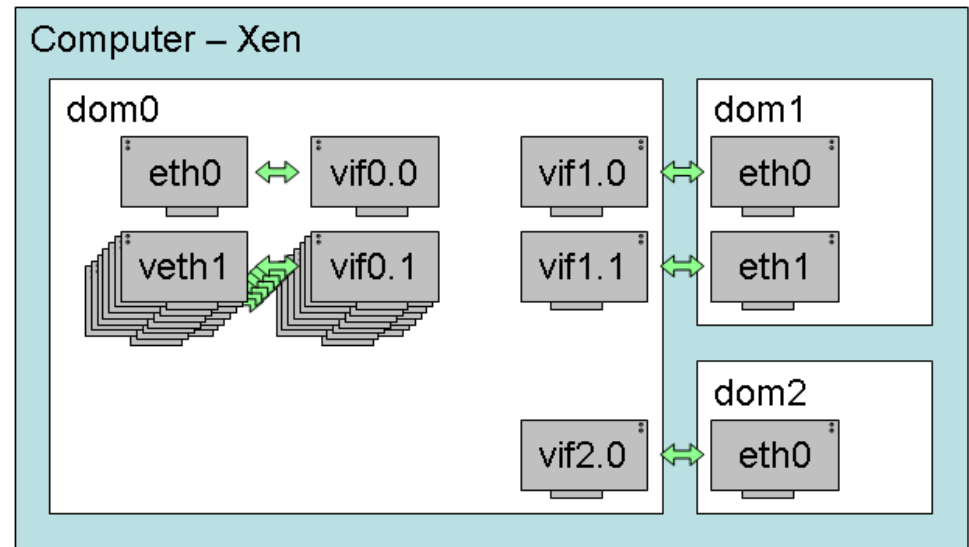 Computer – Xen
dom0
dom1
eth0
vif0.0
vif1.0
eth0
veth1
vif0.1
vif1.1
eth1
dom2
vif2.0
eth0